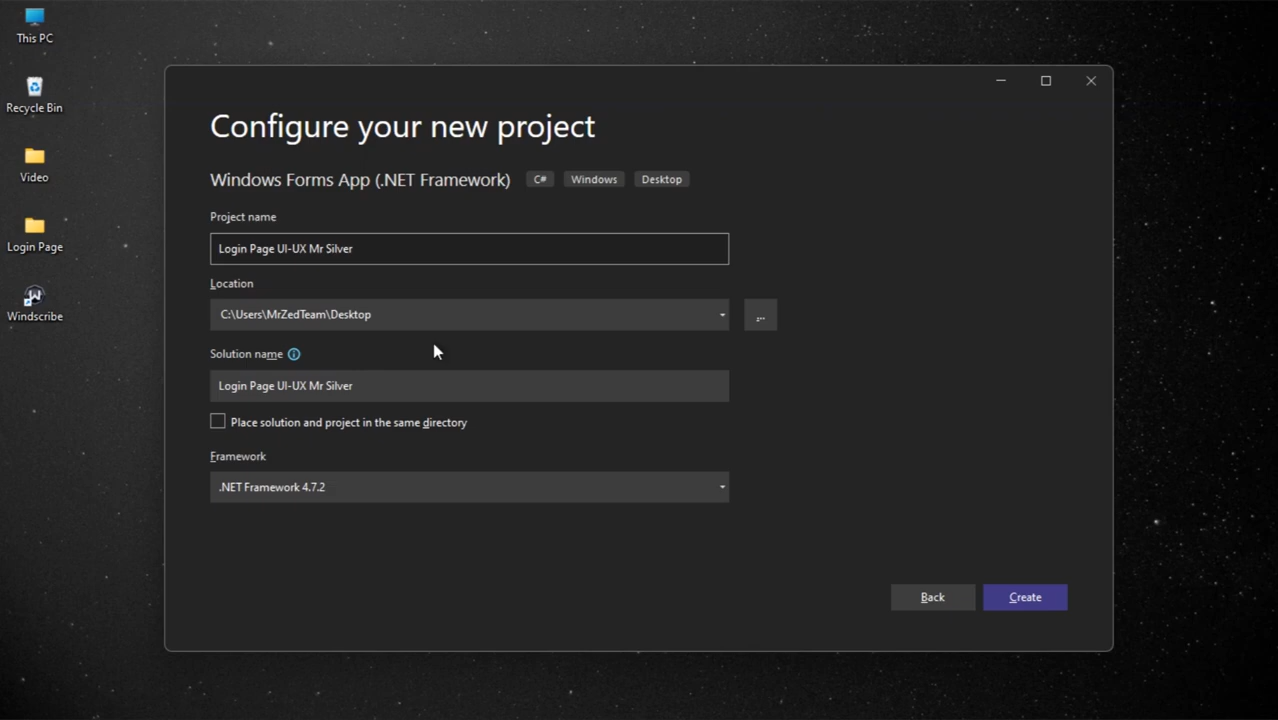 This PC
Recycle Bin
Video
Login Page
Windscribe
Configure your new project
Windows Forms App (.NET Framework) C# Windows Desktop
Project name
Login Page UI-UX Mr Silver
Location
C:\Users\MrZedTeam\Desktop
...
Solution name
Login Page UI-UX Mr Silver
Place solution and project in the same directory
Framework
.NET Framework 4.7.2
Back Create